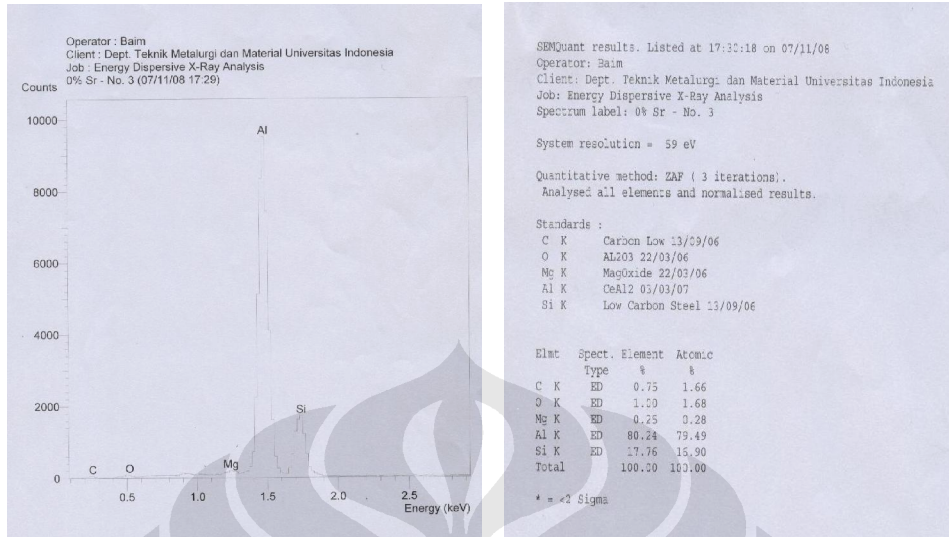 Operator : Baim
Client : Dept. Teknik Metalurgi dan Material Universitas Indonesia
Job : Energy Dispersive X-Ray Analysis
0% Sr - No. 3 (07/11/08 17:29)
Counts
10000
8000
6000
4000
2000
0
Al
Si
Mg
C
O
0.5
1.0
1.5
2.0
2.5
Energy (keV)
SEMQuant results. Listed at 17:30:18 on 07/11/08
Operator: Baim
Client: Dept. Teknik Metalurgi dan Material Universitas Indonesia
Job: Energy Dispersive X-Ray Analysis
Spectrum label: 0% Sr - No. 3
System resolution = 59 eV
Quantitative method: ZAF ( 3 iterations).
Analysed all elements and normalised results.
Standards :
C K Carbon Low 13/09/06
O K AL2O3 22/03/06
Mg K MagOxide 22/03/06
Al K CeAl2 03/03/07
Si K Low Carbon Steel 13/09/06
Elmt Spect. Element Atomic
Type % %
C K ED 0.75 1.66
O K ED 1.00 1.68
Mg K ED 0.25 0.28
Al K ED 80.24 79.49
Si K ED 17.76 16.90
Total 100.00 100.00
* = <2 Sigma